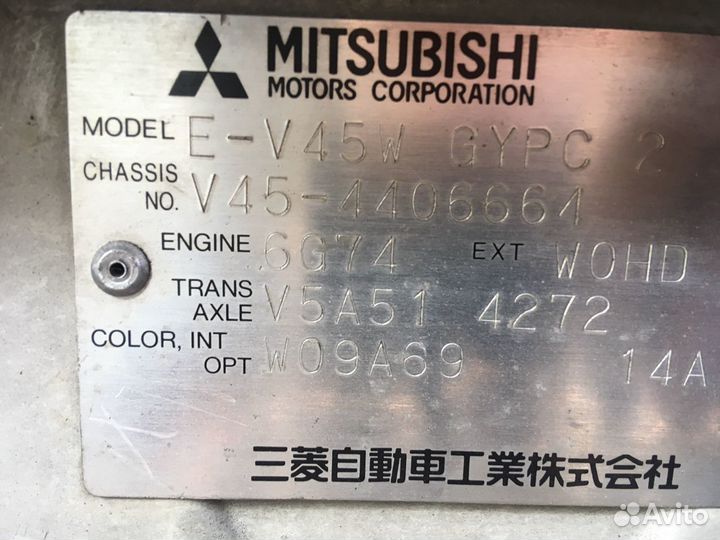 MITSUBISHI
MOTORS CORPORATION
MODEL E-V45W GYPC 2
CHASSIS
NO. V45-4406664
ENGINE 6G74 EXT W0HD
TRANS
AXLE V5A51 4272
COLOR, INT
OPT W09A69 14A
三菱自動車工業株式会社
Avito